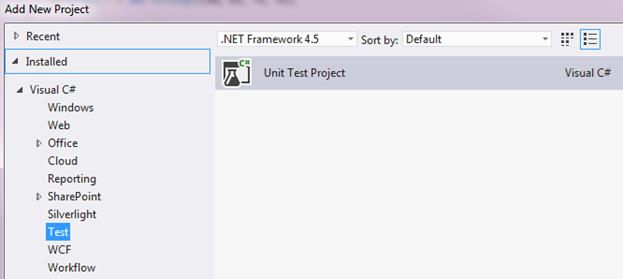 Add New Project
Recent
.NET Framework 4.5 Sort by: Default
Installed
C# Unit Test Project Visual C#
Visual C#
Windows
Web
Office
Cloud
Reporting
SharePoint
Silverlight
Test
WCF
Workflow